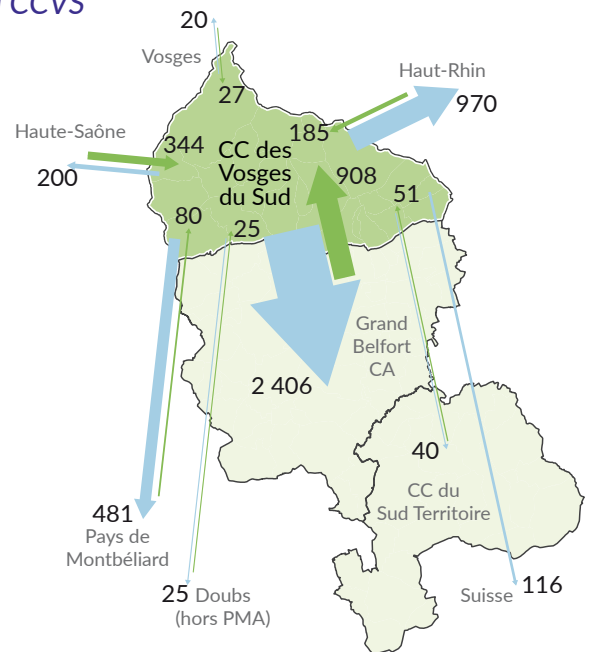 CCVS
20
Vosges
27
Haut-Rhin
970
Haute-Saône
200
344
185
CC des
Vosges
du Sud
908
51
80
25
Grand
Belfort
CA
2 406
40
CC du
Sud Territoire
481
Pays de
Montbéliard
25 Doubs
(hors PMA)
Suisse 116